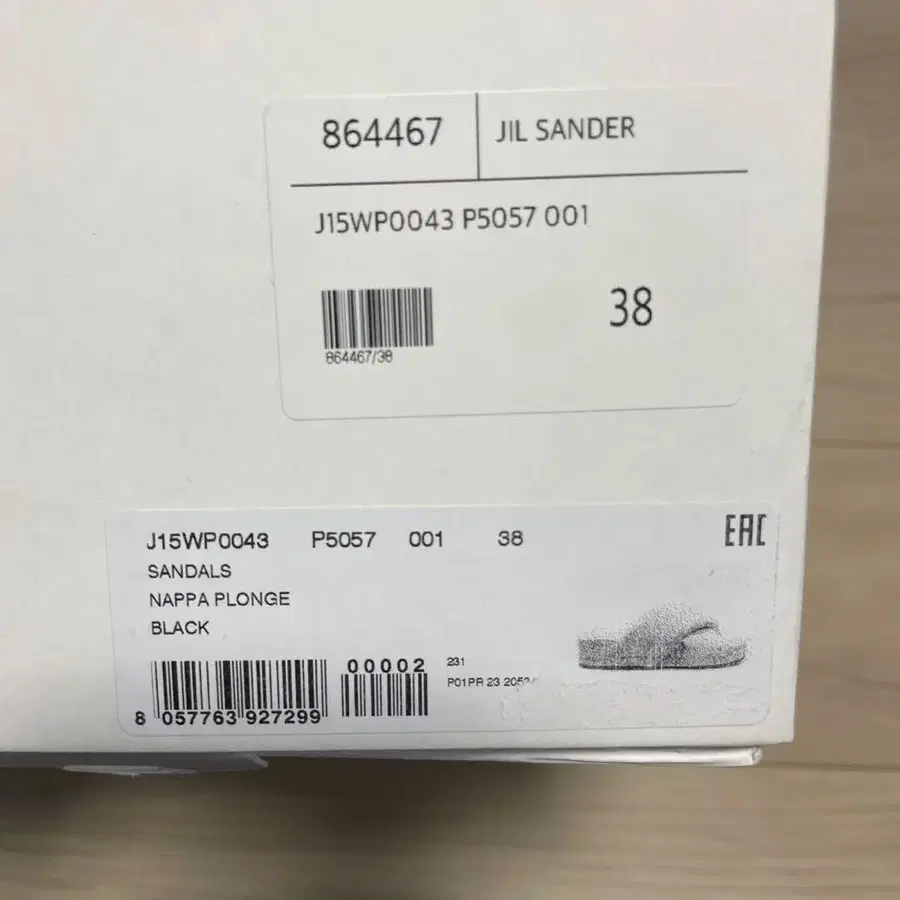 864467 JIL SANDER
J15WP0043 P5057 001
38
864467/38
J15WP0043 P5057 001 38 EAC
SANDALS
NAPPA PLONGE
BLACK
00002 231
P01PR 23
8 057763 927299